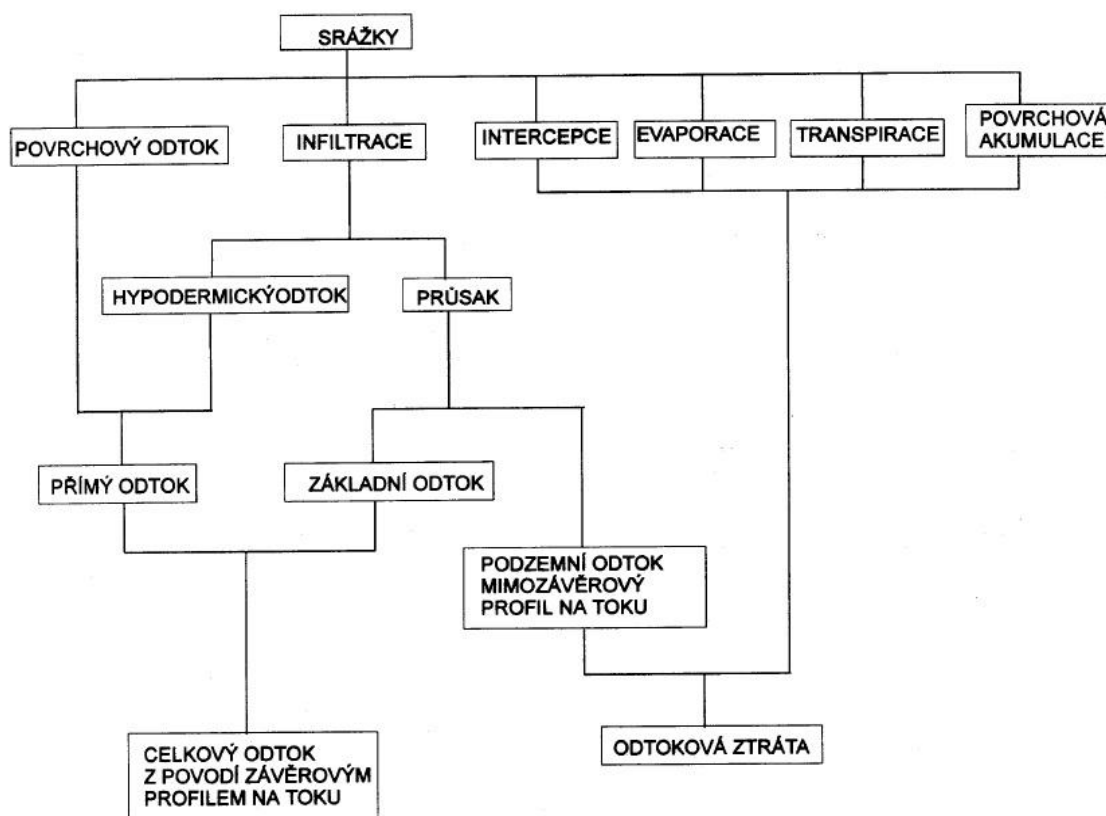 SRÁŽKY
POVRCHOVÝ ODTOK
INFILTRACE
INTERCEPCE
EVAPORACE
TRANSPIRACE
POVRCHOVÁ
AKUMULACE
HYPODERMICKÝODTOK
PRŮSAK
PŘÍMÝ ODTOK
ZÁKLADNÍ ODTOK
PODZEMNÍ ODTOK
MIMOZÁVĚROVÝ
PROFIL NA TOKU
ODTOKOVÁ ZTRÁTA
CELKOVÝ ODTOK
Z POVODÍ ZÁVĚROVÝM
PROFILEM NA TOKU